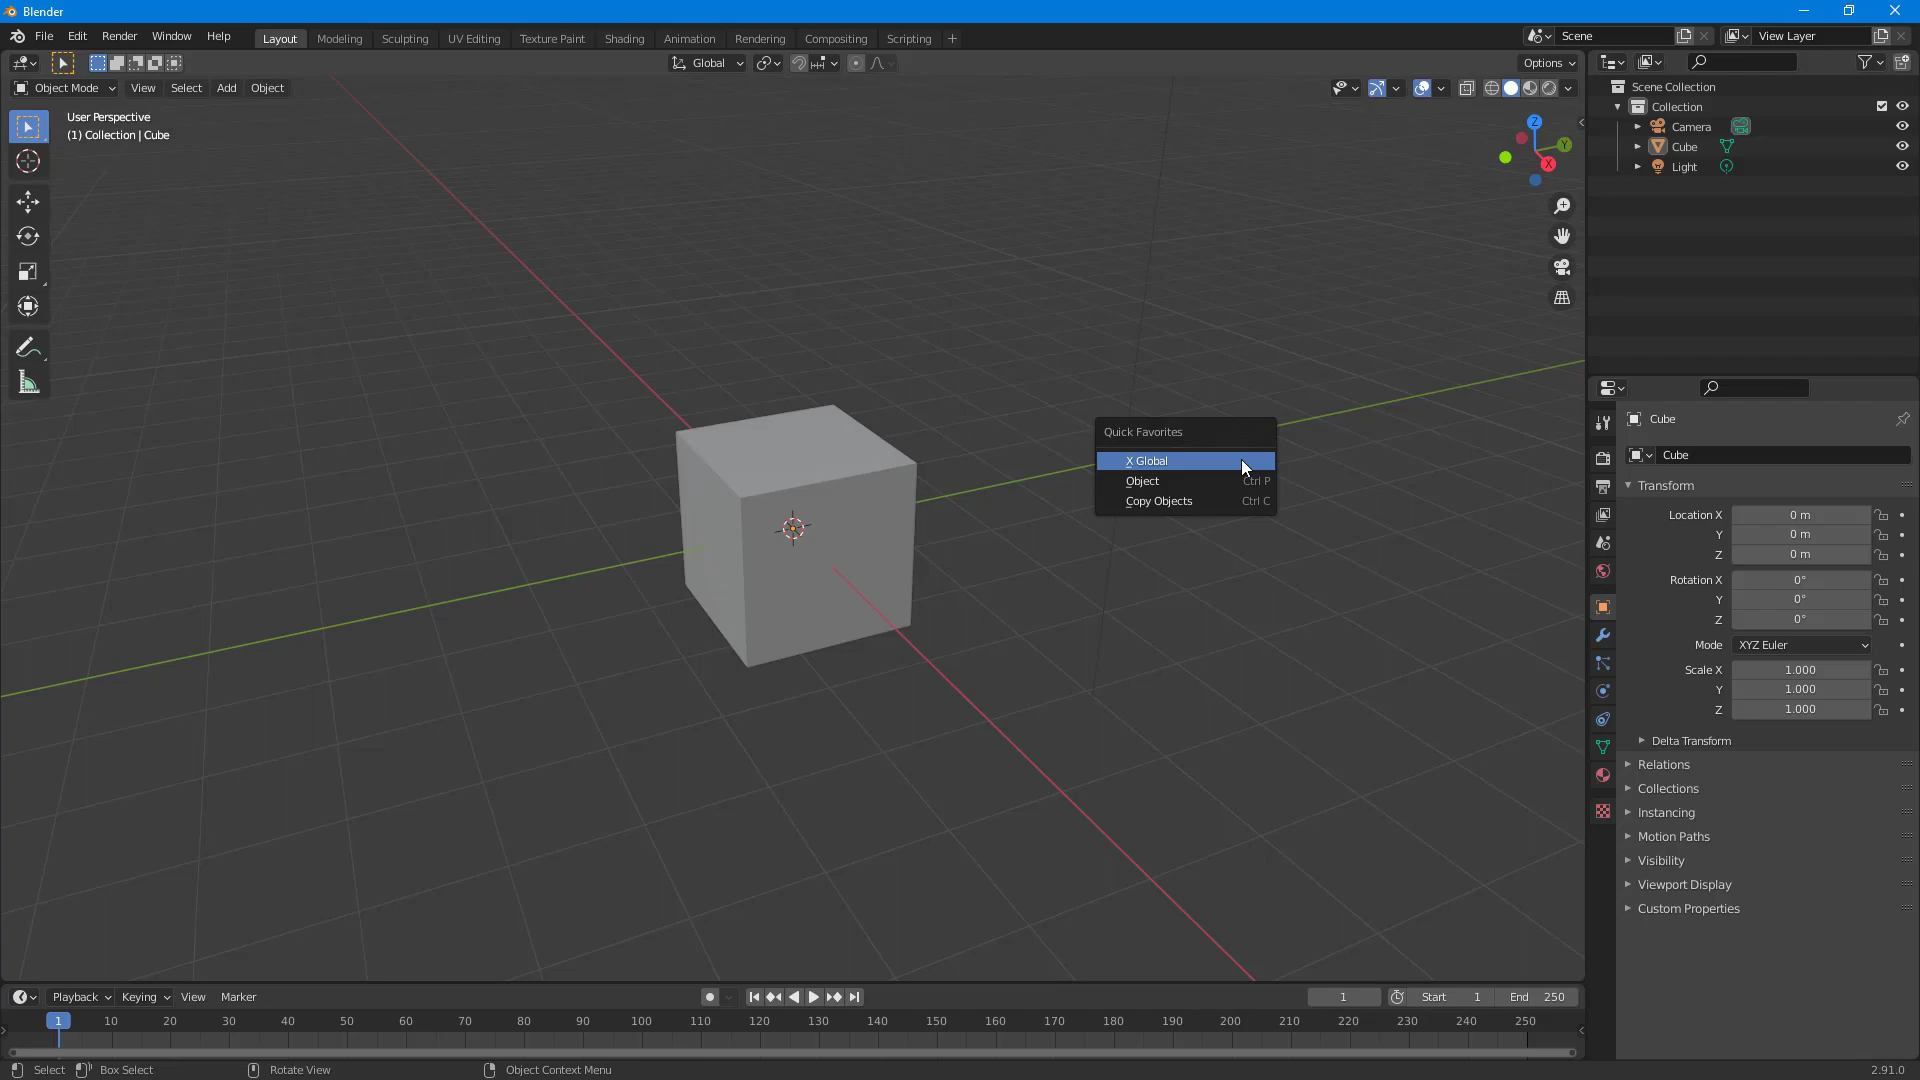 Blender
File Edit Render Window Help Layout Modeling Sculpting UV Editing Texture Paint Shading Animation Rendering Compositing Scripting + Scene View Layer
Global Options
Object Mode View Select Add Object
User Perspective
(1) Collection | Cube
Z
Y
X
Scene Collection
Collection
Camera
Cube
Light
Quick Favorites
X Global
Object Ctrl P
Copy Objects Ctrl C
Cube
Cube
Transform
Location X 0 m
Y 0 m
Z 0 m
Rotation X 0°
Y 0°
Z 0°
Mode XYZ Euler
Scale X 1.000
Y 1.000
Z 1.000
Delta Transform
Relations
Collections
Instancing
Motion Paths
Visibility
Viewport Display
Custom Properties
Playback Keying View Marker 1 Start 1 End 250
1 10 20 30 40 50 60 70 80 90 100 110 120 130 140 150 160 170 180 190 200 210 220 230 240 250
Select Box Select Rotate View Object Context Menu 2.91.0